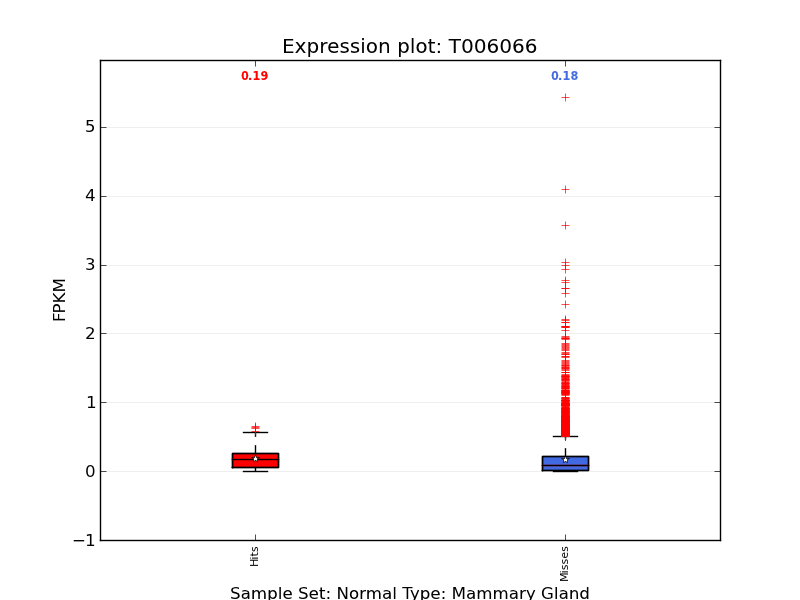 Expression plot: T006066
0.19
0.18
5
4
3
2
1
0
−1
FPKM
Hits
Misses
Sample Set: Normal Type: Mammary Gland